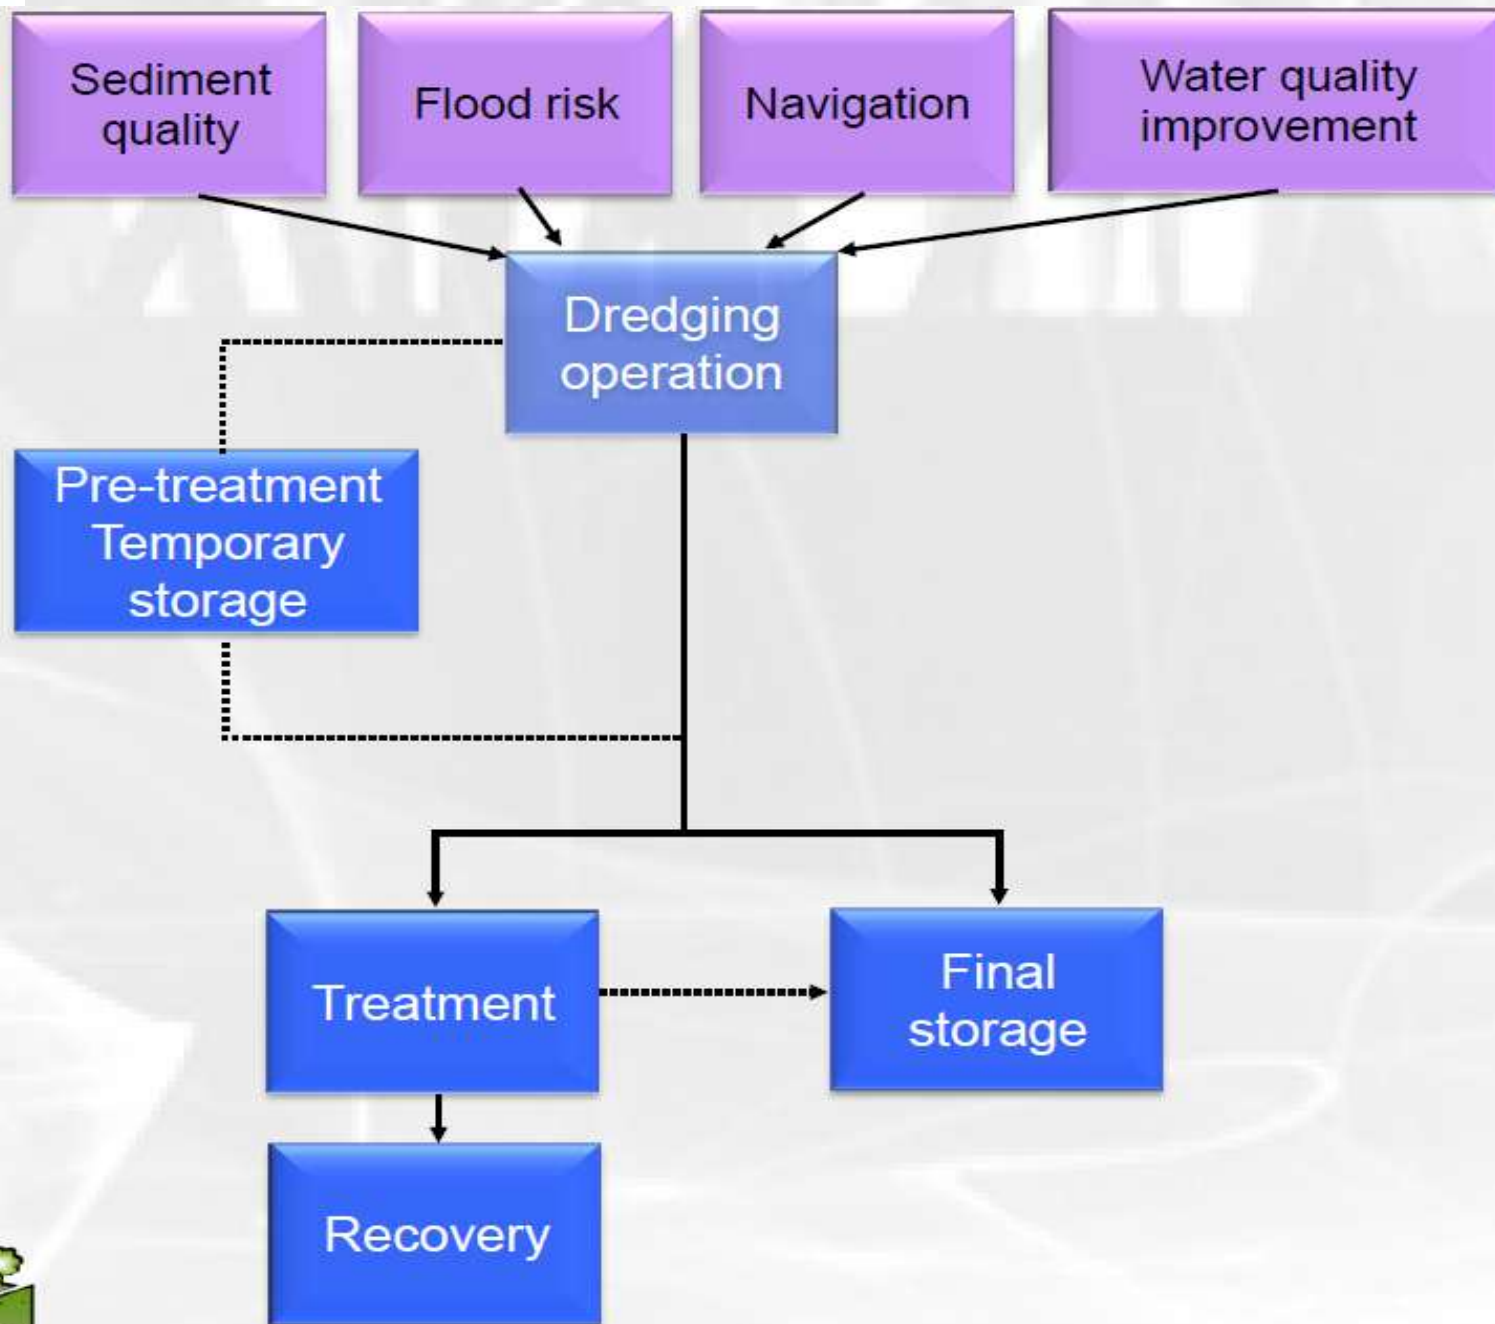 Sediment
quality
Flood risk
Navigation
Water quality
improvement
Dredging
operation
Pre-treatment
Temporary
storage
Treatment
Final
storage
Recovery